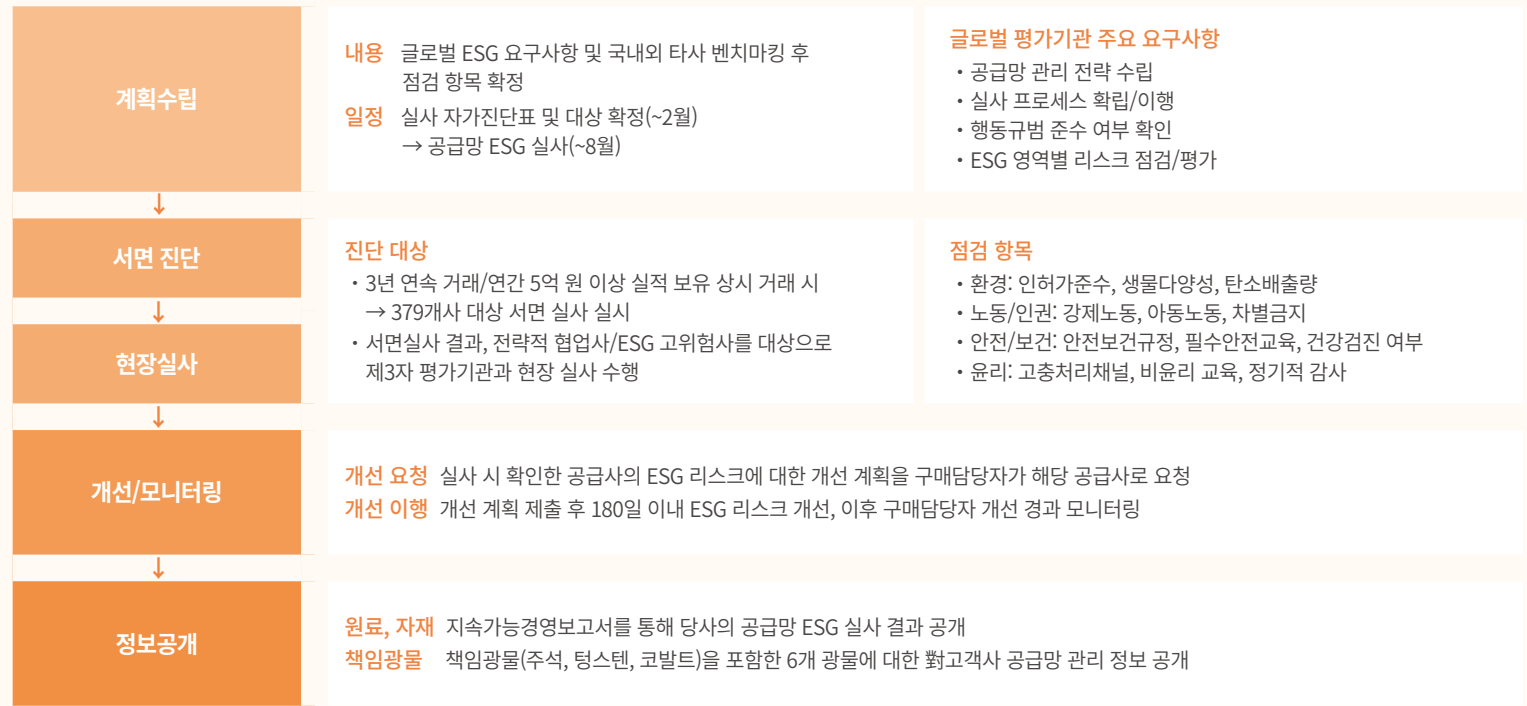 계획수립
내용 글로벌 ESG 요구사항 및 국내외 타사 벤치마킹 후
점검 항목 확정
일정 실사 자가진단표 및 대상 확정(~2월)
→ 공급망 ESG 실사(~8월)
글로벌 평가기관 주요 요구사항
• 공급망 관리 전략 수립
• 실사 프로세스 확립/이행
• 행동규범 준수 여부 확인
• ESG 영역별 리스크 점검/평가
↓
서면 진단
↓
현장실사
진단 대상
• 3년 연속 거래/연간 5억 원 이상 실적 보유 상시 거래 시
→ 379개사 대상 서면 실사 실시
• 서면실사 결과, 전략적 협업사/ESG 고위험사를 대상으로
제3자 평가기관과 현장 실사 수행
점검 항목
• 환경: 인허가준수, 생물다양성, 탄소배출량
• 노동/인권: 강제노동, 아동노동, 차별금지
• 안전/보건: 안전보건규정, 필수안전교육, 건강검진 여부
• 윤리: 고충처리채널, 비윤리 교육, 정기적 감사
↓
개선/모니터링
개선 요청 실사 시 확인한 공급사의 ESG 리스크에 대한 개선 계획을 구매담당자가 해당 공급사로 요청
개선 이행 개선 계획 제출 후 180일 이내 ESG 리스크 개선, 이후 구매담당자 개선 경과 모니터링
↓
정보공개
원료, 자재 지속가능경영보고서를 통해 당사의 공급망 ESG 실사 결과 공개
책임광물 책임광물(주석, 텅스텐, 코발트)을 포함한 6개 광물에 대한 對고객사 공급망 관리 정보 공개